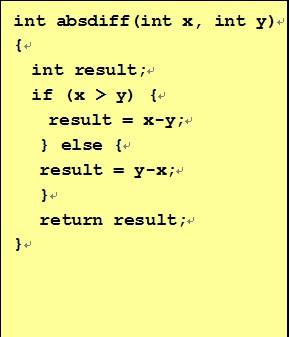 int absdiff(int x, int y)
{
int result;
if (x > y) {
result = x-y;
} else {
result = y-x;
}
return result;
}